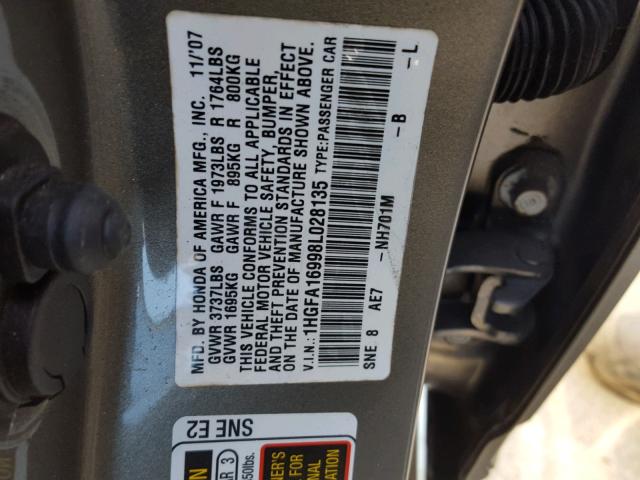 MFD. BY HONDA OF AMERICA MFG., INC. 11/'07
GVWR 3737LBS GAWR F 1973LBS R 1764LBS
GVWR 1695KG GAWR F 895KG R 800KG
THIS VEHICLE CONFORMS TO ALL APPLICABLE
FEDERAL MOTOR VEHICLE SAFETY, BUMPER,
AND THEFT PREVENTION STANDARDS IN EFFECT
ON THE DATE OF MANUFACTURE SHOWN ABOVE.
V.I.N.: 1HGFA16998L028135 TYPE: PASSENGER CAR
SNE 8 AE7 -NH701M -B -L
SNE E2